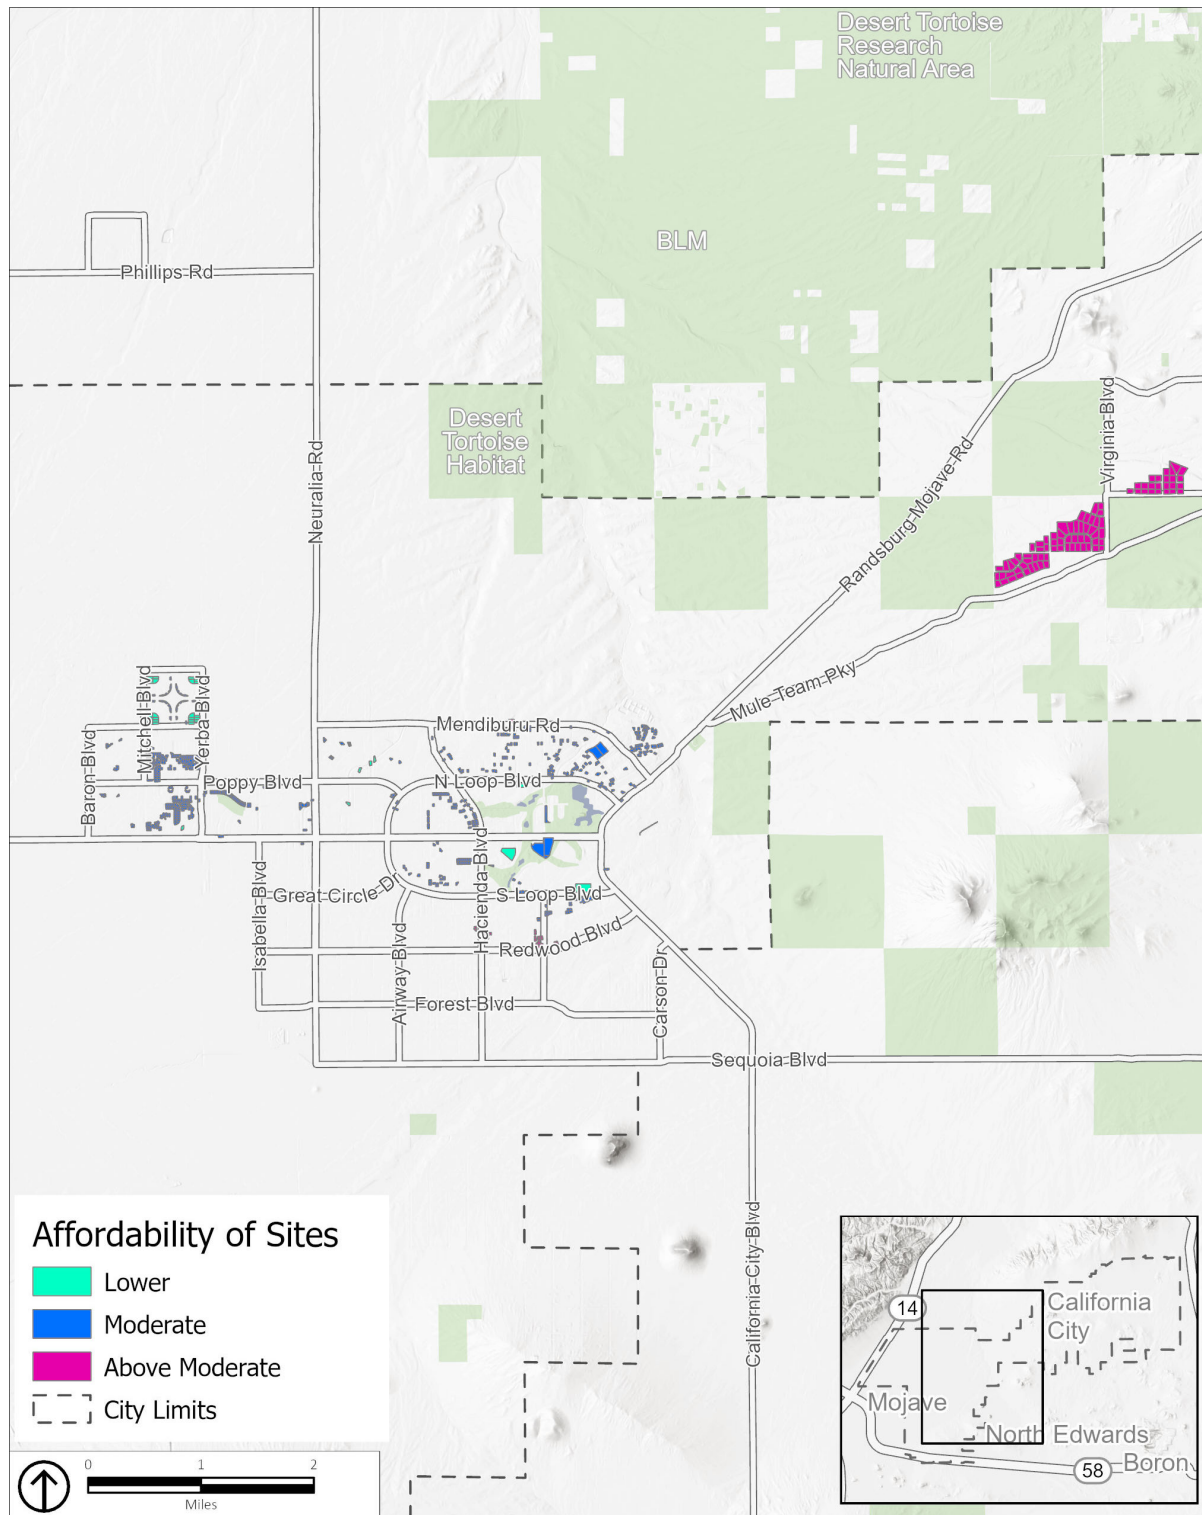 Desert Tortoise
Research
Natural Area
BLM
Phillips Rd
Desert
Tortoise
Habitat
Neuralia Rd
Virginia Blvd
Randsburg-Mojave Rd
Mule Team Pky
Mitchell Blvd
Yerba Blvd
Baron Blvd
Mendiburu Rd
Poppy Blvd
N Loop Blvd
Hacienda Blvd
Isabella Blvd
Great Circle Dr
S Loop Blvd
Airway Blvd
Redwood Blvd
Forest Blvd
Carson Dr
Sequoia Blvd
California City Blvd
Affordability of Sites
Lower
Moderate
Above Moderate
City Limits
0 1 2
Miles
14
California
City
Mojave
North Edwards
Boron
58